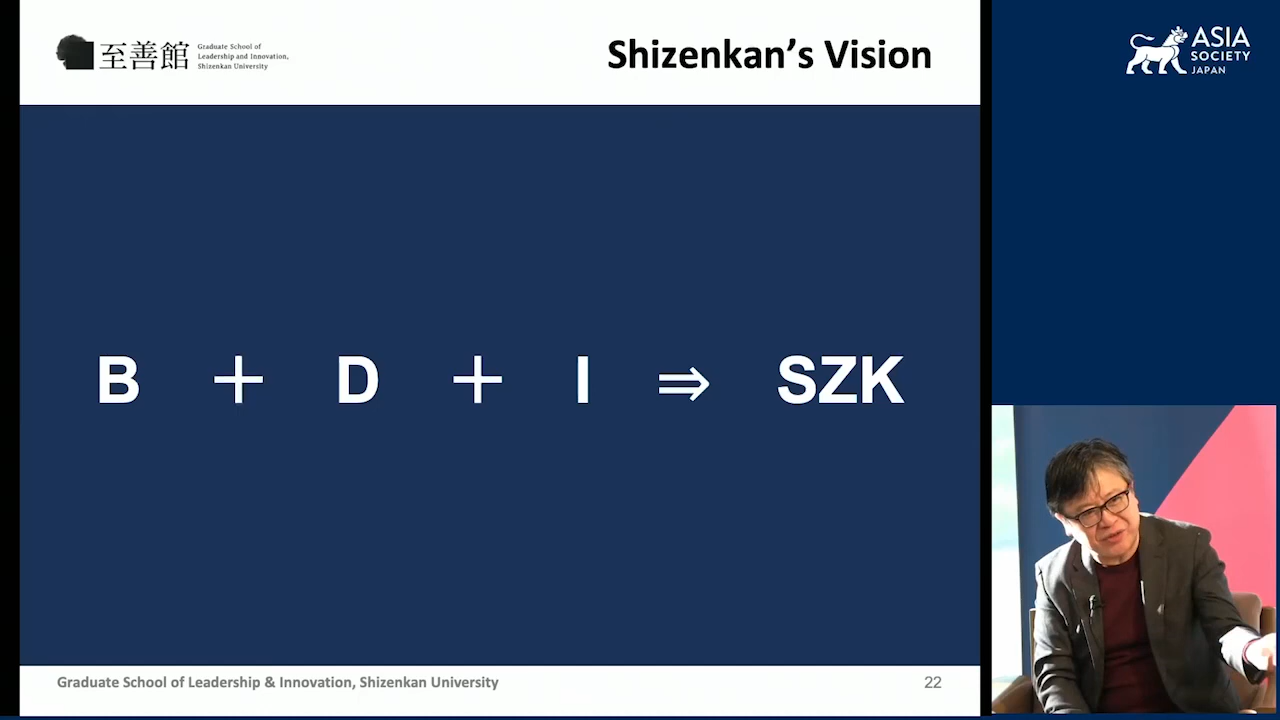 至善館
Graduate School of
Leadership and Innovation,
Shizenkan University
Shizenkan's Vision
ASIA
SOCIETY
JAPAN
B + D + I ⇒ SZK
Graduate School of Leadership & Innovation, Shizenkan University
22